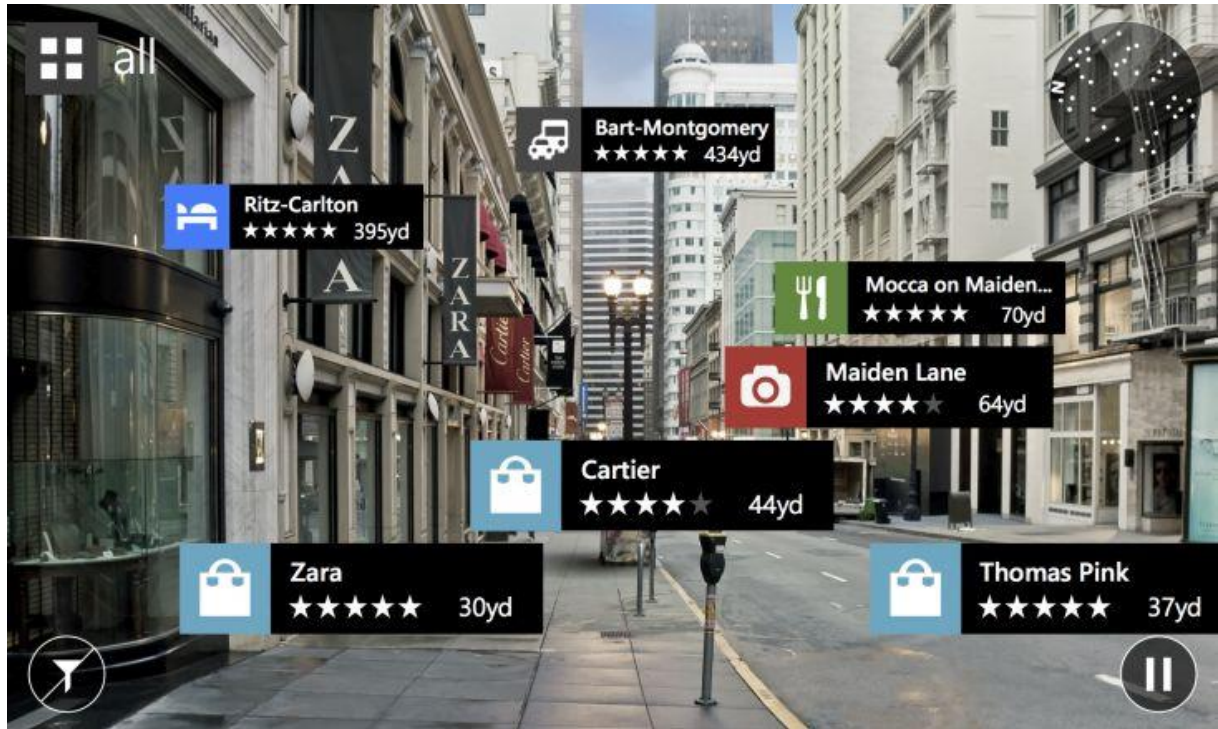 all
ZARA
Bart-Montgomery
★★★★★ 434yd
Ritz-Carlton
★★★★★ 395yd
ZARA
Cartier
Cartier
Mocca on Maiden...
★★★★★ 70yd
Maiden Lane
★★★★★ 64yd
Cartier
★★★★★ 44yd
Zara
★★★★★ 30yd
Thomas Pink
★★★★★ 37yd
N